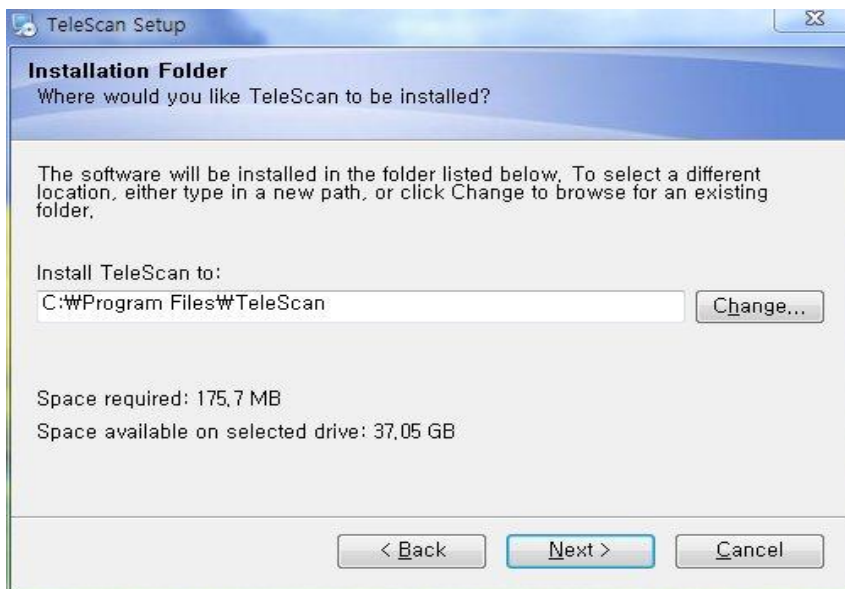 TeleScan Setup
Installation Folder
Where would you like TeleScan to be installed?
The software will be installed in the folder listed below. To select a different
location, either type in a new path, or click Change to browse for an existing
folder.
Install TeleScan to:
C:₩Program Files₩TeleScan
Change...
Space required: 175.7 MB
Space available on selected drive: 37.05 GB
< Back
Next >
Cancel